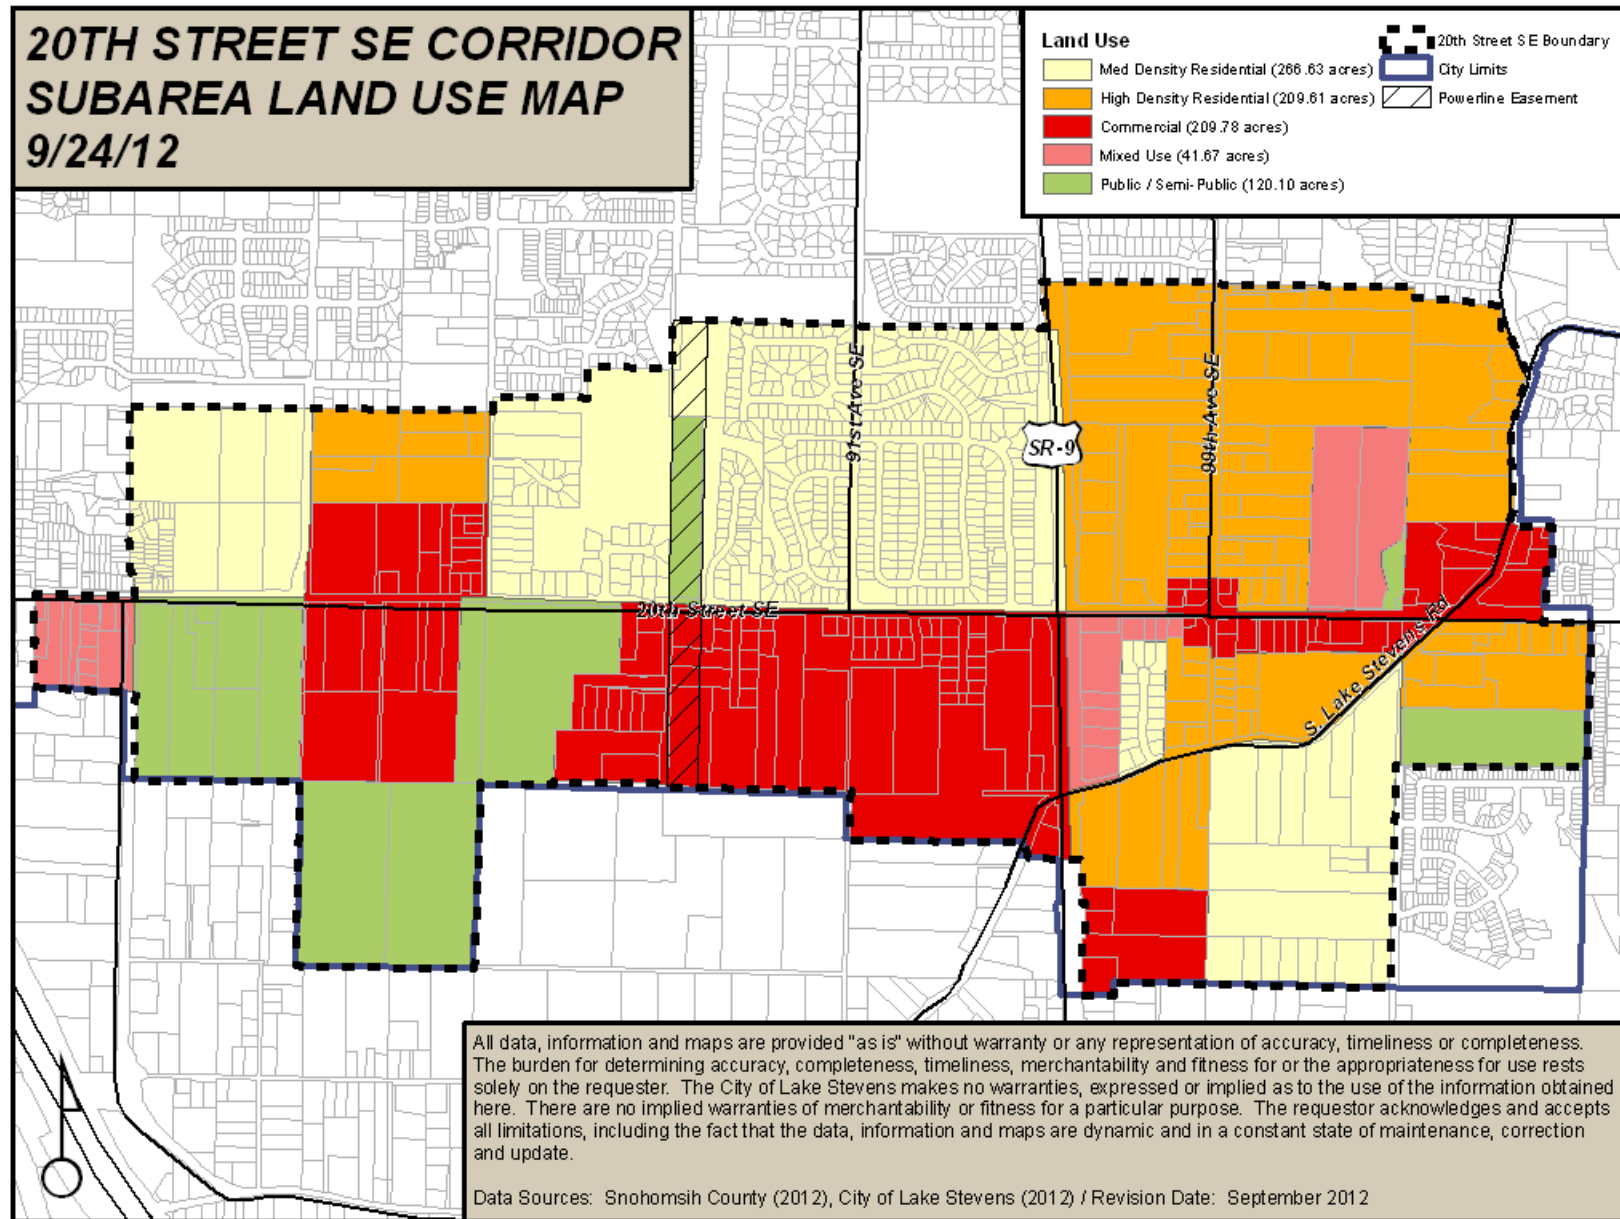 20TH STREET SE CORRIDOR
SUBAREA LAND USE MAP
9/24/12
Land Use
Med Density Residential (266.63 acres)
High Density Residential (209.61 acres)
Commercial (209.78 acres)
Mixed Use (41.67 acres)
Public / Semi-Public (120.10 acres)
20th Street SE Boundary
City Limits
Powerline Easement
91st Ave SE
SR-9
99th Ave SE
20th Street SE
S. Lake Stevens Rd
All data, information and maps are provided "as is" without warranty or any representation of accuracy, timeliness or completeness.
The burden for determining accuracy, completeness, timeliness, merchantability and fitness for or the appropriateness for use rests
solely on the requester. The City of Lake Stevens makes no warranties, expressed or implied as to the use of the information obtained
here. There are no implied warranties of merchantability or fitness for a particular purpose. The requestor acknowledges and accepts
all limitations, including the fact that the data, information and maps are dynamic and in a constant state of maintenance, correction
and update.
Data Sources: Snohomsih County (2012), City of Lake Stevens (2012) / Revision Date: September 2012